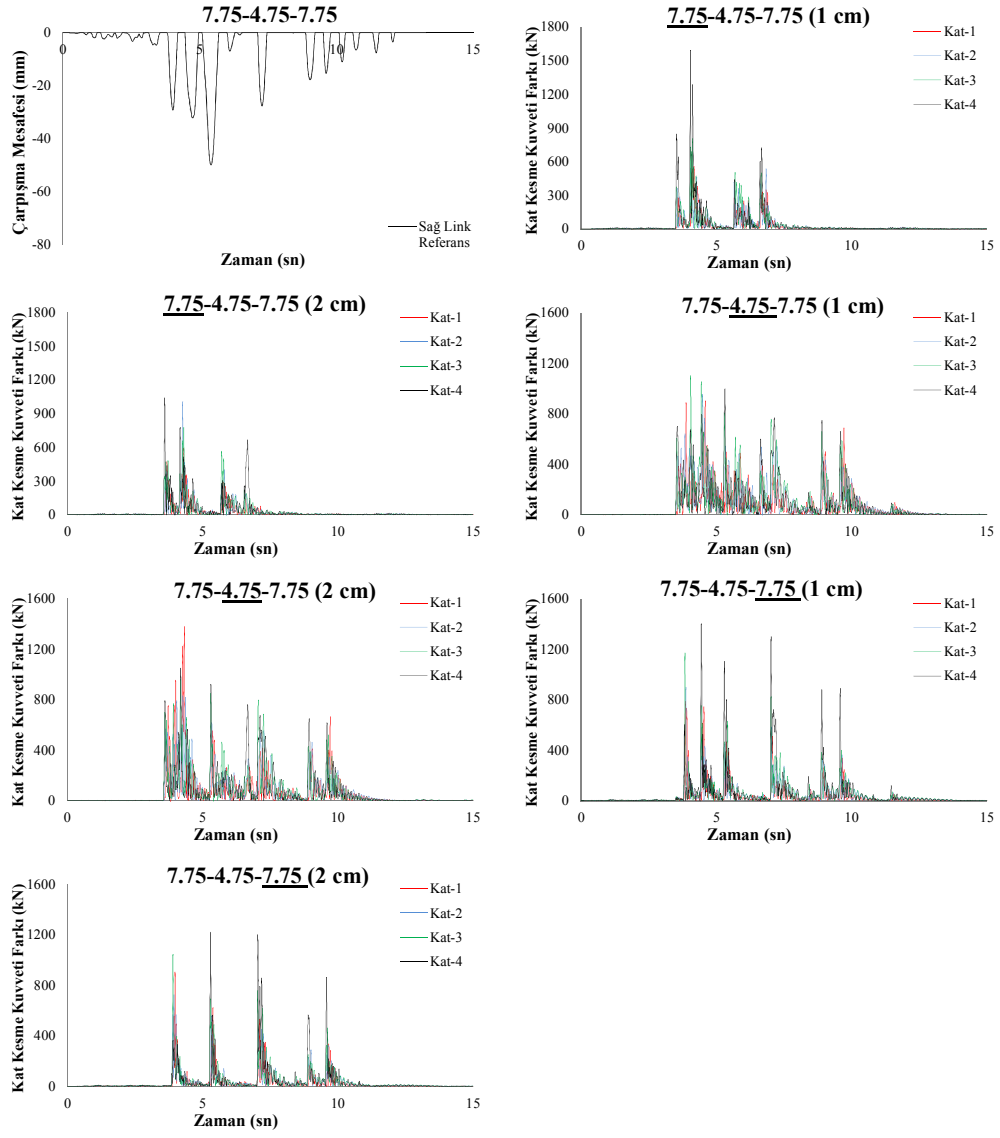 7.75-4.75-7.75
Çarpışma Mesafesi (mm)
0
-20
-40
-60
-80
0
5
10
15
Sağ Link
Referans
Zaman (sn)
7.75-4.75-7.75 (1 cm)
Kat Kesme Kuvveti Farkı (kN)
1800
1500
1200
900
600
300
0
0
5
10
15
Kat-1
Kat-2
Kat-3
Kat-4
Zaman (sn)
7.75-4.75-7.75 (2 cm)
Kat Kesme Kuvveti Farkı (kN)
1800
1500
1200
900
600
300
0
0
5
10
15
Kat-1
Kat-2
Kat-3
Kat-4
Zaman (sn)
7.75-4.75-7.75 (1 cm)
Kat Kesme Kuvveti Farkı (kN)
1600
1200
800
400
0
0
5
10
15
Kat-1
Kat-2
Kat-3
Kat-4
Zaman (sn)
7.75-4.75-7.75 (2 cm)
Kat Kesme Kuvveti Farkı (kN)
1600
1200
800
400
0
0
5
10
15
Kat-1
Kat-2
Kat-3
Kat-4
Zaman (sn)
7.75-4.75-7.75 (1 cm)
Kat Kesme Kuvveti Farkı (kN)
1600
1200
800
400
0
0
5
10
15
Kat-1
Kat-2
Kat-3
Kat-4
Zaman (sn)
7.75-4.75-7.75 (2 cm)
Kat Kesme Kuvveti Farkı (kN)
1600
1200
800
400
0
0
5
10
15
Kat-1
Kat-2
Kat-3
Kat-4
Zaman (sn)